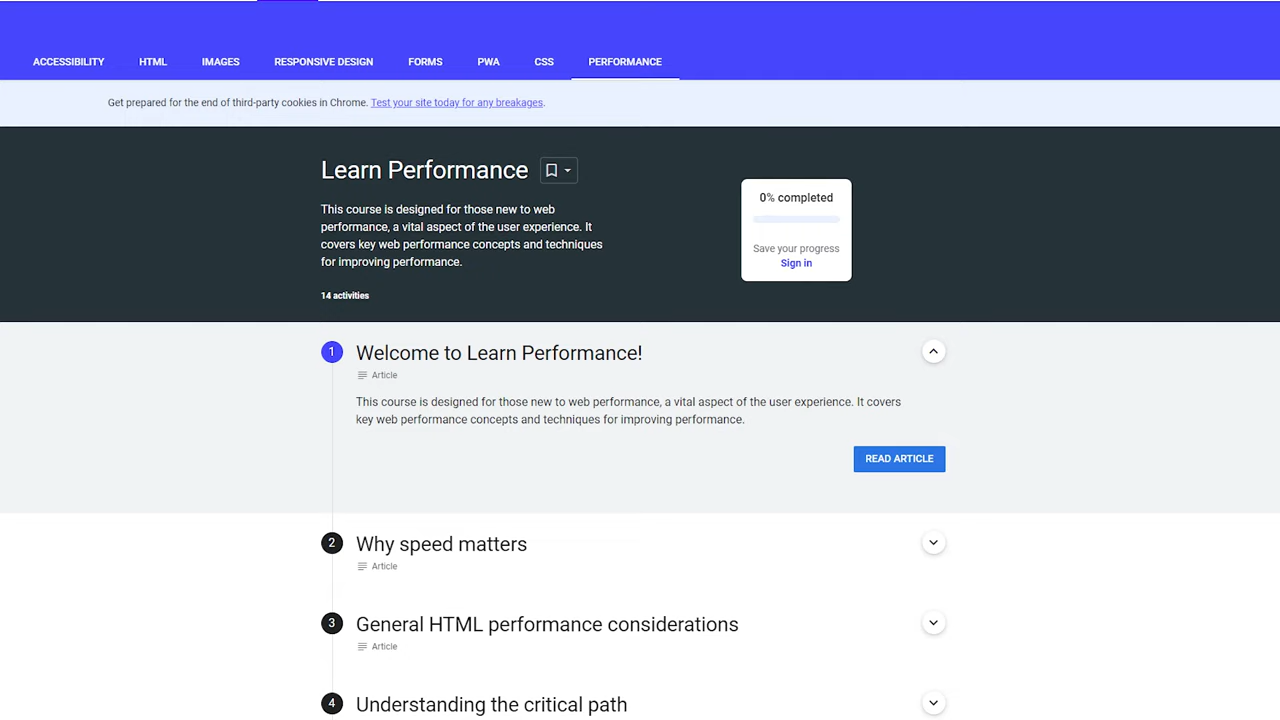 ACCESSIBILITY HTML IMAGES RESPONSIVE DESIGN FORMS PWA CSS PERFORMANCE
Get prepared for the end of third-party cookies in Chrome. Test your site today for any breakages.
Learn Performance
This course is designed for those new to web
performance, a vital aspect of the user experience. It
covers key web performance concepts and techniques
for improving performance.
14 activities
0% completed
Save your progress
Sign in
1 Welcome to Learn Performance!
Article
This course is designed for those new to web performance, a vital aspect of the user experience. It covers
key web performance concepts and techniques for improving performance.
READ ARTICLE
2 Why speed matters
Article
3 General HTML performance considerations
Article
4 Understanding the critical path